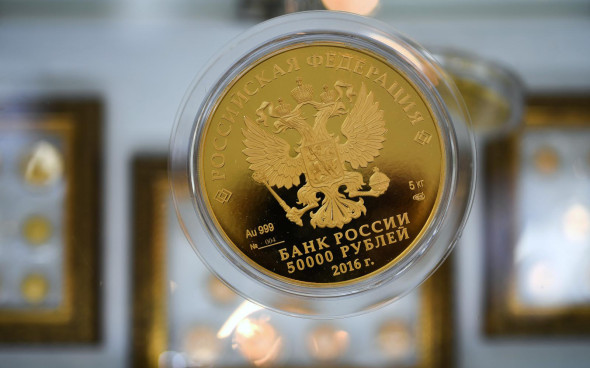 РОССИЙСКАЯ ФЕДЕРАЦИЯ
5 кг
Au 999
№ 004
БАНК РОССИИ
50000 РУБЛЕЙ
2016 г.